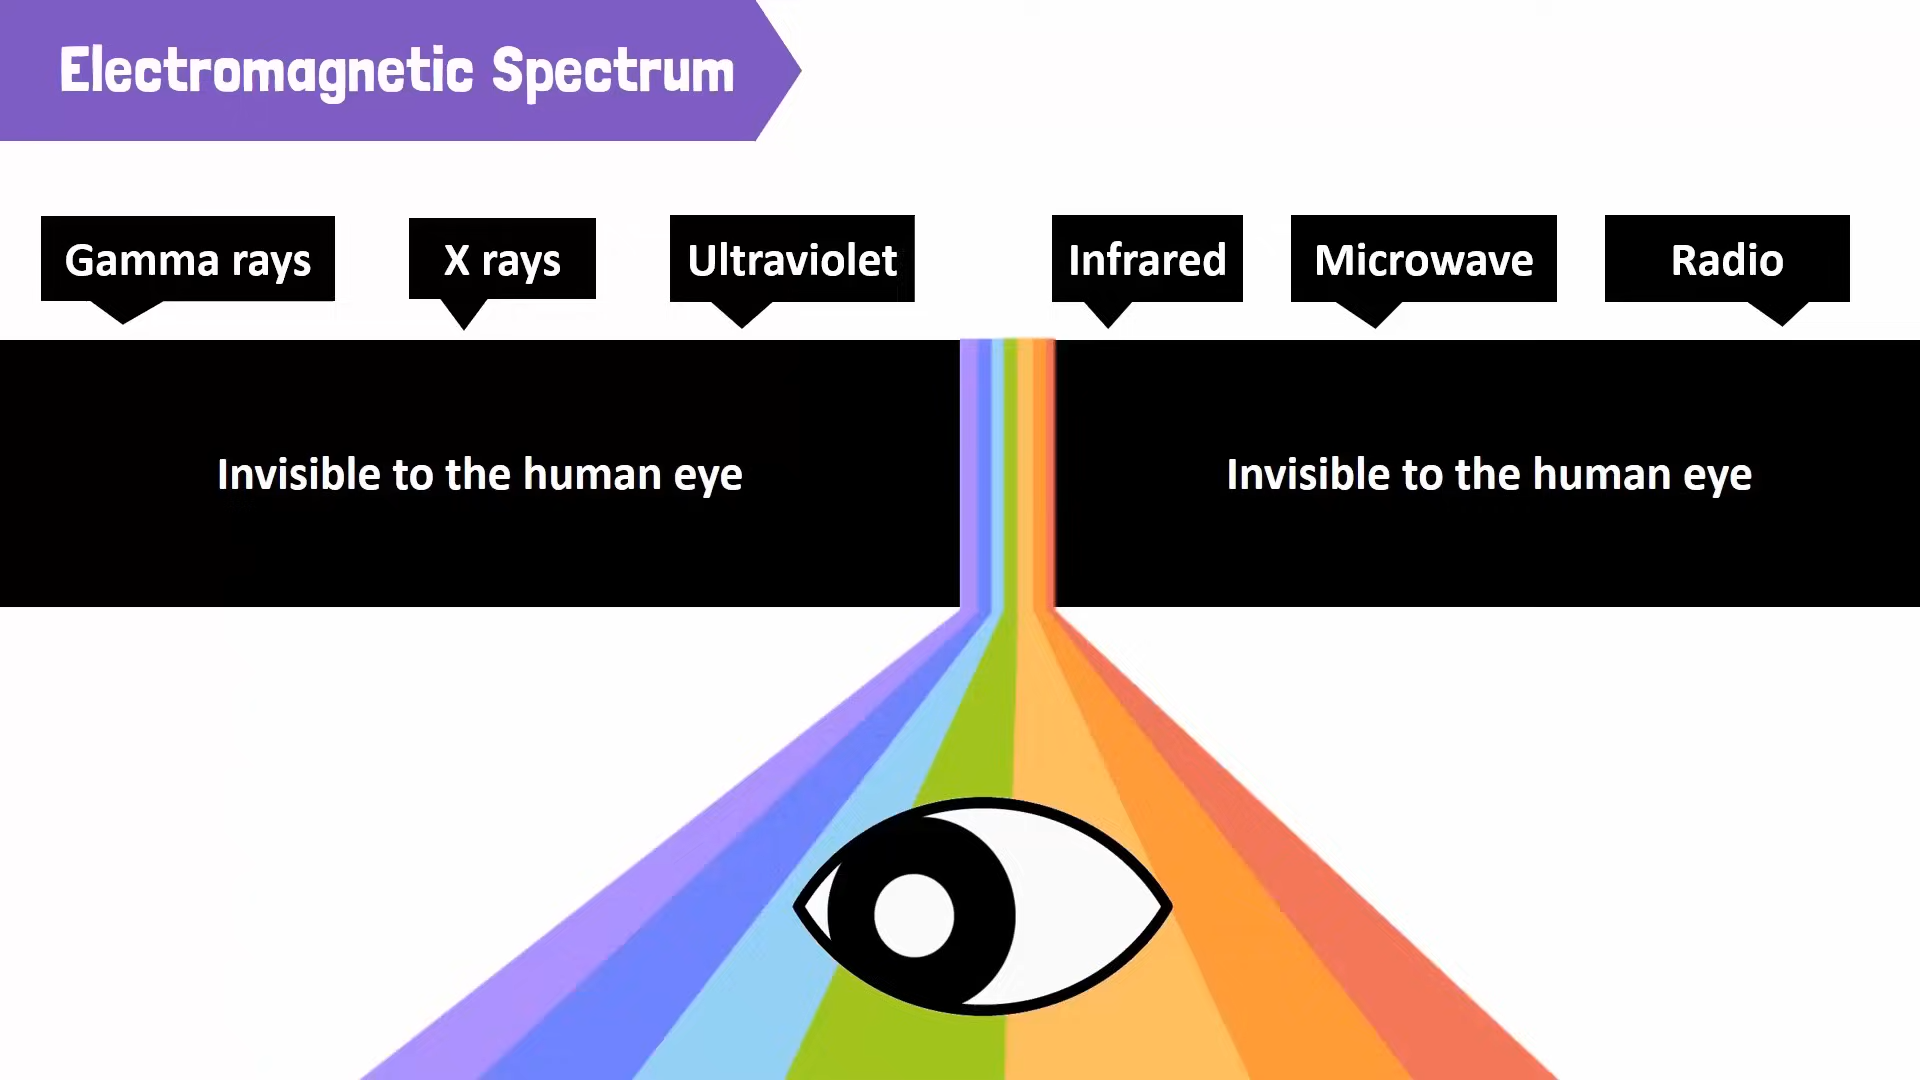 Electromagnetic Spectrum
Gamma rays
X rays
Ultraviolet
Infrared
Microwave
Radio
Invisible to the human eye
Invisible to the human eye